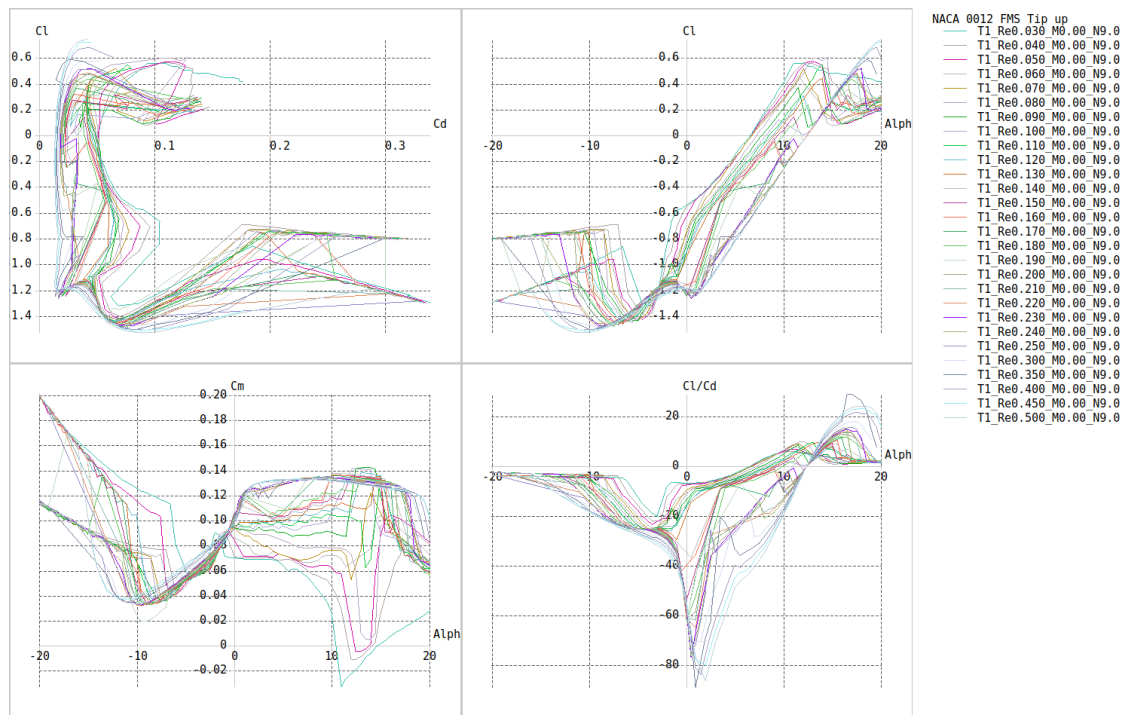 NACA 0012 FMS Tip up
T1_Re0.030_M0.00_N9.0
T1_Re0.040_M0.00_N9.0
T1_Re0.050_M0.00_N9.0
T1_Re0.060_M0.00_N9.0
T1_Re0.070_M0.00_N9.0
T1_Re0.080_M0.00_N9.0
T1_Re0.090_M0.00_N9.0
T1_Re0.100_M0.00_N9.0
T1_Re0.110_M0.00_N9.0
T1_Re0.120_M0.00_N9.0
T1_Re0.130_M0.00_N9.0
T1_Re0.140_M0.00_N9.0
T1_Re0.150_M0.00_N9.0
T1_Re0.160_M0.00_N9.0
T1_Re0.170_M0.00_N9.0
T1_Re0.180_M0.00_N9.0
T1_Re0.190_M0.00_N9.0
T1_Re0.200_M0.00_N9.0
T1_Re0.210_M0.00_N9.0
T1_Re0.220_M0.00_N9.0
T1_Re0.230_M0.00_N9.0
T1_Re0.240_M0.00_N9.0
T1_Re0.250_M0.00_N9.0
T1_Re0.300_M0.00_N9.0
T1_Re0.350_M0.00_N9.0
T1_Re0.400_M0.00_N9.0
T1_Re0.450_M0.00_N9.0
T1_Re0.500_M0.00_N9.0
Cl
0.6
0.4
0.2
0
0.2
0.4
0.6
0.8
1.0
1.2
1.4
0
0.1
0.2
0.3
Cd
Cl
0.6
0.4
0.2
0
-0.2
-0.4
-0.6
-0.8
-1.0
-1.2
-1.4
-20
-10
0
10
20
Alph
Cm
0.20
0.18
0.16
0.14
0.12
0.10
0.08
0.06
0.04
0.02
0
-0.02
-20
-10
0
10
20
Alph
Cl/Cd
20
0
-20
-40
-60
-80
-20
-10
0
10
20
Alph